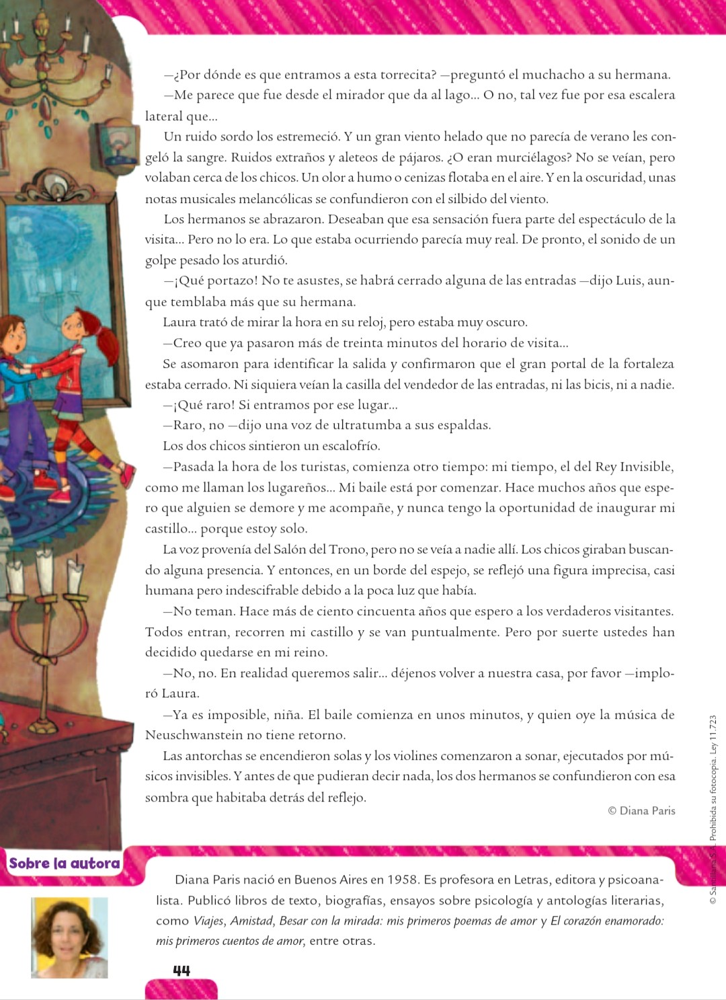 —¿Por dónde es que entramos a esta torrecita? —preguntó el muchacho a su hermana.
—Me parece que fue desde el mirador que da al lago... O no, tal vez fue por esa escalera
lateral que...
Un ruido sordo los estremeció. Y un gran viento helado que no parecía de verano les con-
geló la sangre. Ruidos extraños y aleteos de pájaros. ¿O eran murciélagos? No se veían, pero
volaban cerca de los chicos. Un olor a humo o cenizas flotaba en el aire. Y en la oscuridad, unas
notas musicales melancólicas se confundieron con el silbido del viento.
Los hermanos se abrazaron. Deseaban que esa sensación fuera parte del espectáculo de la
visita... Pero no lo era. Lo que estaba ocurriendo parecía muy real. De pronto, el sonido de un
golpe pesado los aturdió.
—¡Qué portazo! No te asustes, se habrá cerrado alguna de las entradas —dijo Luis, aun-
que temblaba más que su hermana.
Laura trató de mirar la hora en su reloj, pero estaba muy oscuro.
—Creo que ya pasaron más de treinta minutos del horario de visita...
Se asomaron para identificar la salida y confirmaron que el gran portal de la fortaleza
estaba cerrado. Ni siquiera veían la casilla del vendedor de las entradas, ni las bicis, ni a nadie.
—¡Qué raro! Si entramos por ese lugar...
—Raro, no —dijo una voz de ultratumba a sus espaldas.
Los dos chicos sintieron un escalofrío.
—Pasada la hora de los turistas, comienza otro tiempo: mi tiempo, el del Rey Invisible,
como me llaman los lugareños... Mi baile está por comenzar. Hace muchos años que espe-
ro que alguien se demore y me acompañe, y nunca tengo la oportunidad de inaugurar mi
castillo... porque estoy solo.
La voz provenía del Salón del Trono, pero no se veía a nadie allí. Los chicos giraban buscan-
do alguna presencia. Y entonces, en un borde del espejo, se reflejó una figura imprecisa, casi
humana pero indescifrable debido a la poca luz que había.
—No teman. Hace más de ciento cincuenta años que espero a los verdaderos visitantes.
Todos entran, recorren mi castillo y se van puntualmente. Pero por suerte ustedes han
decidido quedarse en mi reino.
—No, no. En realidad queremos salir... déjenos volver a nuestra casa, por favor —implo-
ró Laura.
—Ya es imposible, niña. El baile comienza en unos minutos, y quien oye la música de
Neuschwanstein no tiene retorno.
Las antorchas se encendieron solas y los violines comenzaron a sonar, ejecutados por mú-
sicos invisibles. Y antes de que pudieran decir nada, los dos hermanos se confundieron con esa
sombra que habitaba detrás del reflejo.
© Diana Paris
© Santillana S.A. Prohibida su fotocopia. Ley 11.723
Sobre la autora
Diana Paris nació en Buenos Aires en 1958. Es profesora en Letras, editora y psicoana-
lista. Publicó libros de texto, biografías, ensayos sobre psicología y antologías literarias,
como Viajes, Amistad, Besar con la mirada: mis primeros poemas de amor y El corazón enamorado:
mis primeros cuentos de amor, entre otras.
44